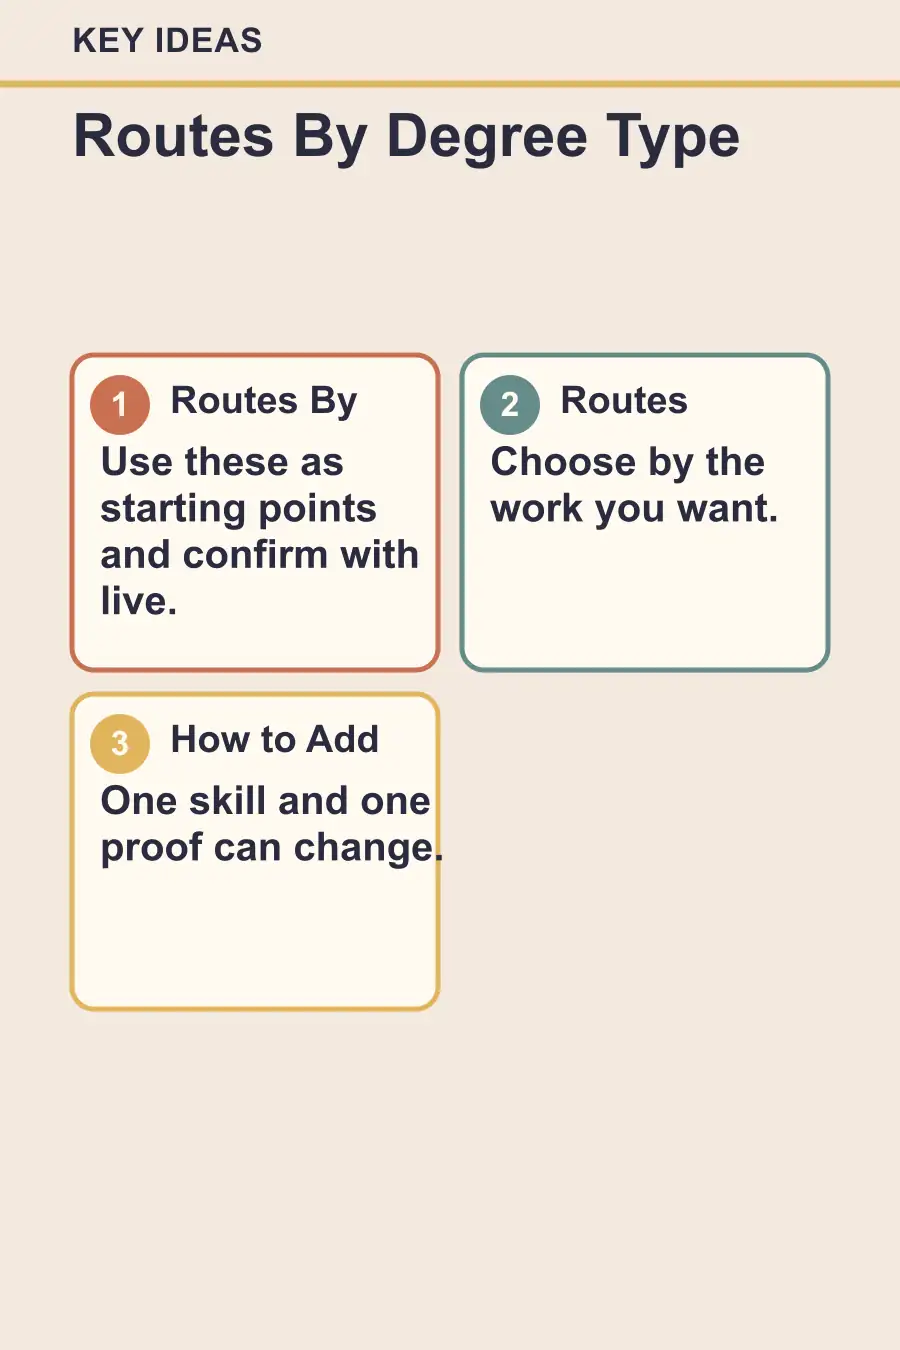 KEY IDEAS
Routes By Degree Type
1 Routes By
Use these as
starting points
and confirm with
live.
2 Routes
Choose by the
work you want.
3 How to Add
One skill and one
proof can change.